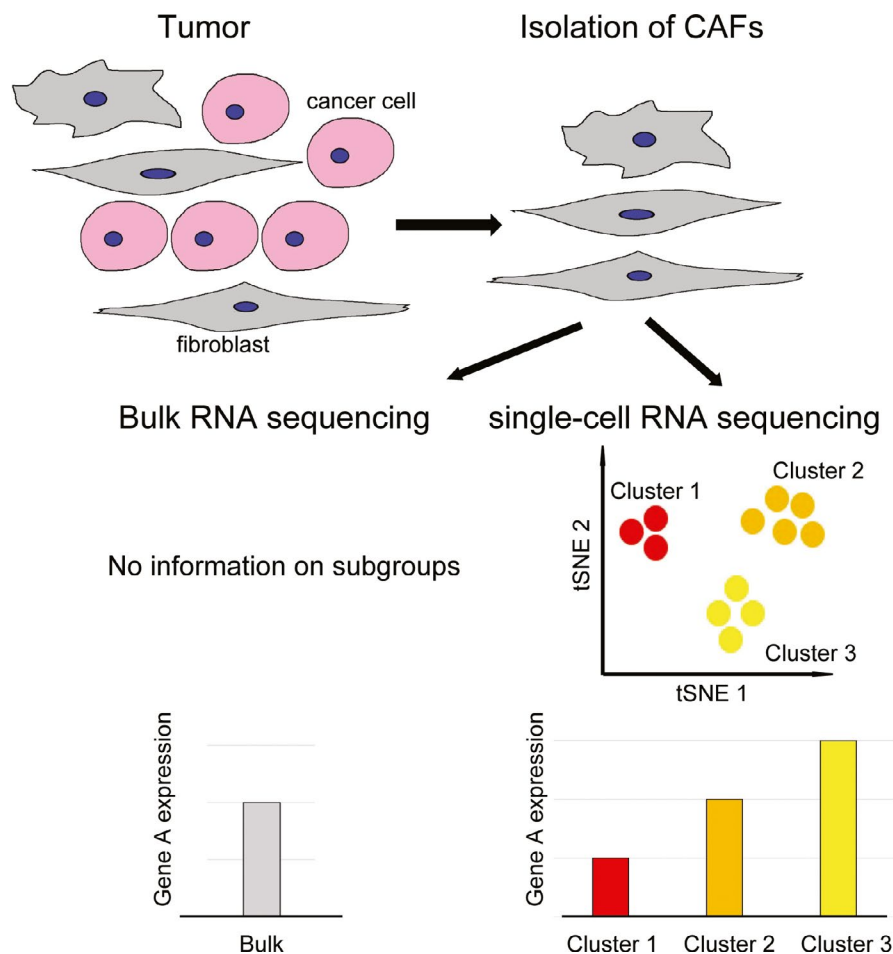 Tumor
Isolation of CAFs
cancer cell
fibroblast
Bulk RNA sequencing
single-cell RNA sequencing
No information on subgroups
tSNE 2
Cluster 1
Cluster 2
Cluster 3
tSNE 1
Gene A expression
Bulk
Gene A expression
Cluster 1
Cluster 2
Cluster 3